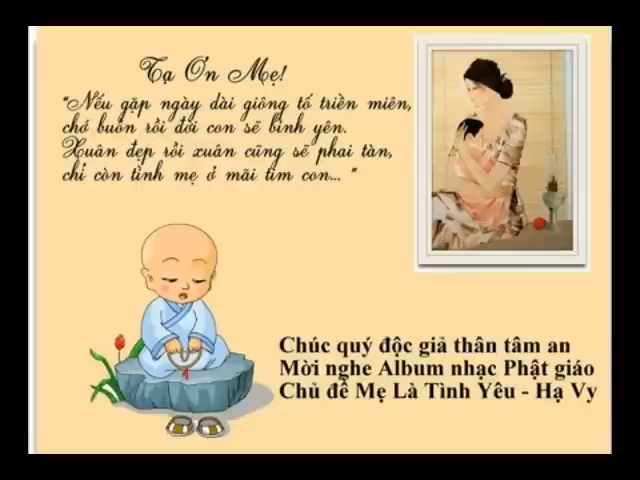 Tạ Ơn Mẹ!
"Nếu gặp ngày dài giông tố triền miên,
chớ buồn rồi đời con sẽ bình yên.
Xuân đẹp rồi xuân cũng sẽ phai tàn,
chỉ còn tình mẹ ở mãi tim con... "
Chúc quý độc giả thân tâm an
Mời nghe Album nhạc Phật giáo
Chủ đề Mẹ Là Tình Yêu - Hạ Vy